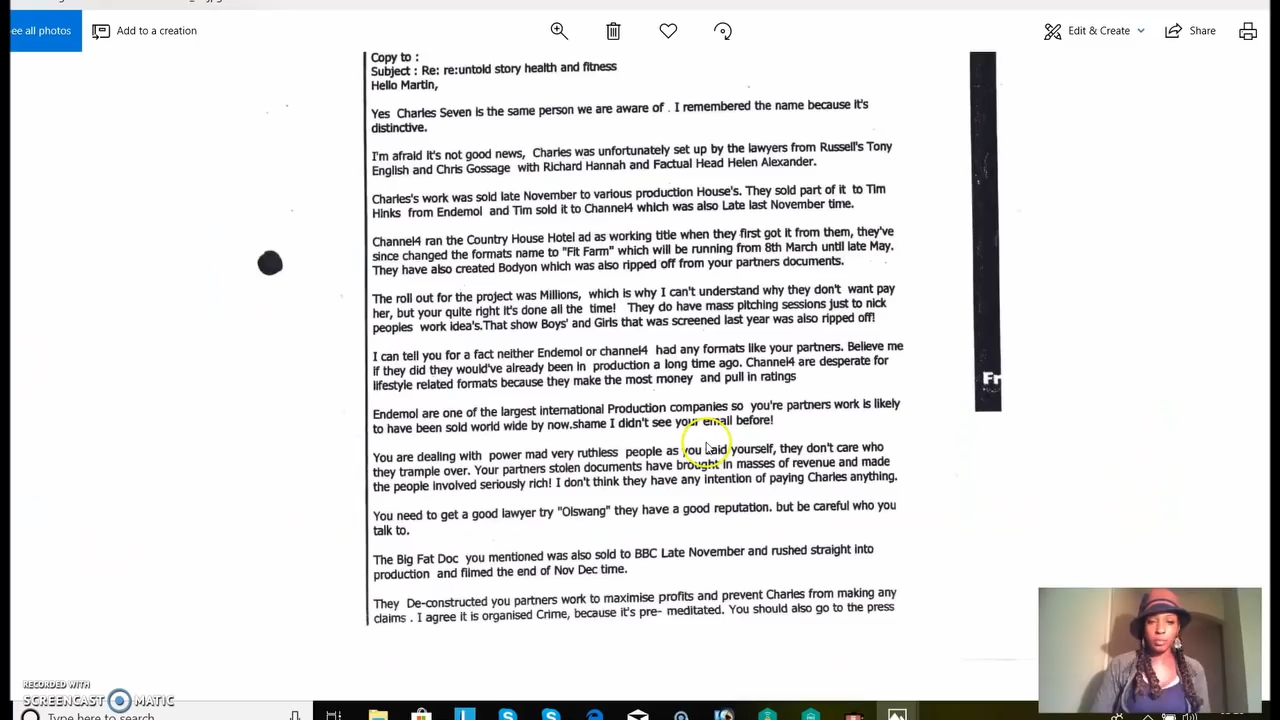 ee all photos
Add to a creation
Edit & Create
Share
Copy to :
Subject : Re: re:untold story health and fitness
Hello Martin,
Yes Charles Seven is the same person we are aware of . I remembered the name because it's
distinctive.
I'm afraid it's not good news, Charles was unfortunately set up by the lawyers from Russell's Tony
English and Chris Gossage with Richard Hannah and Factual Head Helen Alexander.
Charles's work was sold late November to various production House's. They sold part of it to Tim
Hinks from Endemol and Tim sold it to Channel4 which was also Late last November time.
Channel4 ran the Country House Hotel ad as working title when they first got it from them, they've
since changed the formats name to "Fit Farm" which will be running from 8th March until late May.
They have also created Bodyon which was also ripped off from your partners documents.
The roll out for the project was Millions, which is why I can't understand why they don't want pay
her, but your quite right it's done all the time! They do have mass pitching sessions just to nick
peoples work idea's.That show Boys' and Girls that was screened last year was also ripped off!
I can tell you for a fact neither Endemol or channel4 had any formats like your partners. Believe me
if they did they would've already been in production a long time ago. Channel4 are desperate for
lifestyle related formats because they make the most money and pull in ratings
Endemol are one of the largest international Production companies so you're partners work is likely
to have been sold world wide by now.shame I didn't see your email before!
You are dealing with power mad very ruthless people as you said yourself, they don't care who
they trample over. Your partners stolen documents have brought in masses of revenue and made
the people involved seriously rich! I don't think they have any intention of paying Charles anything.
You need to get a good lawyer try "Olswang" they have a good reputation. but be careful who you
talk to.
The Big Fat Doc you mentioned was also sold to BBC Late November and rushed straight into
production and filmed the end of Nov Dec time.
They De-constructed you partners work to maximise profits and prevent Charles from making any
claims . I agree it is organised Crime, because it's pre- meditated. You should also go to the press
Fr
RECORDED WITH
SCREENCAST MATIC
Type here to search